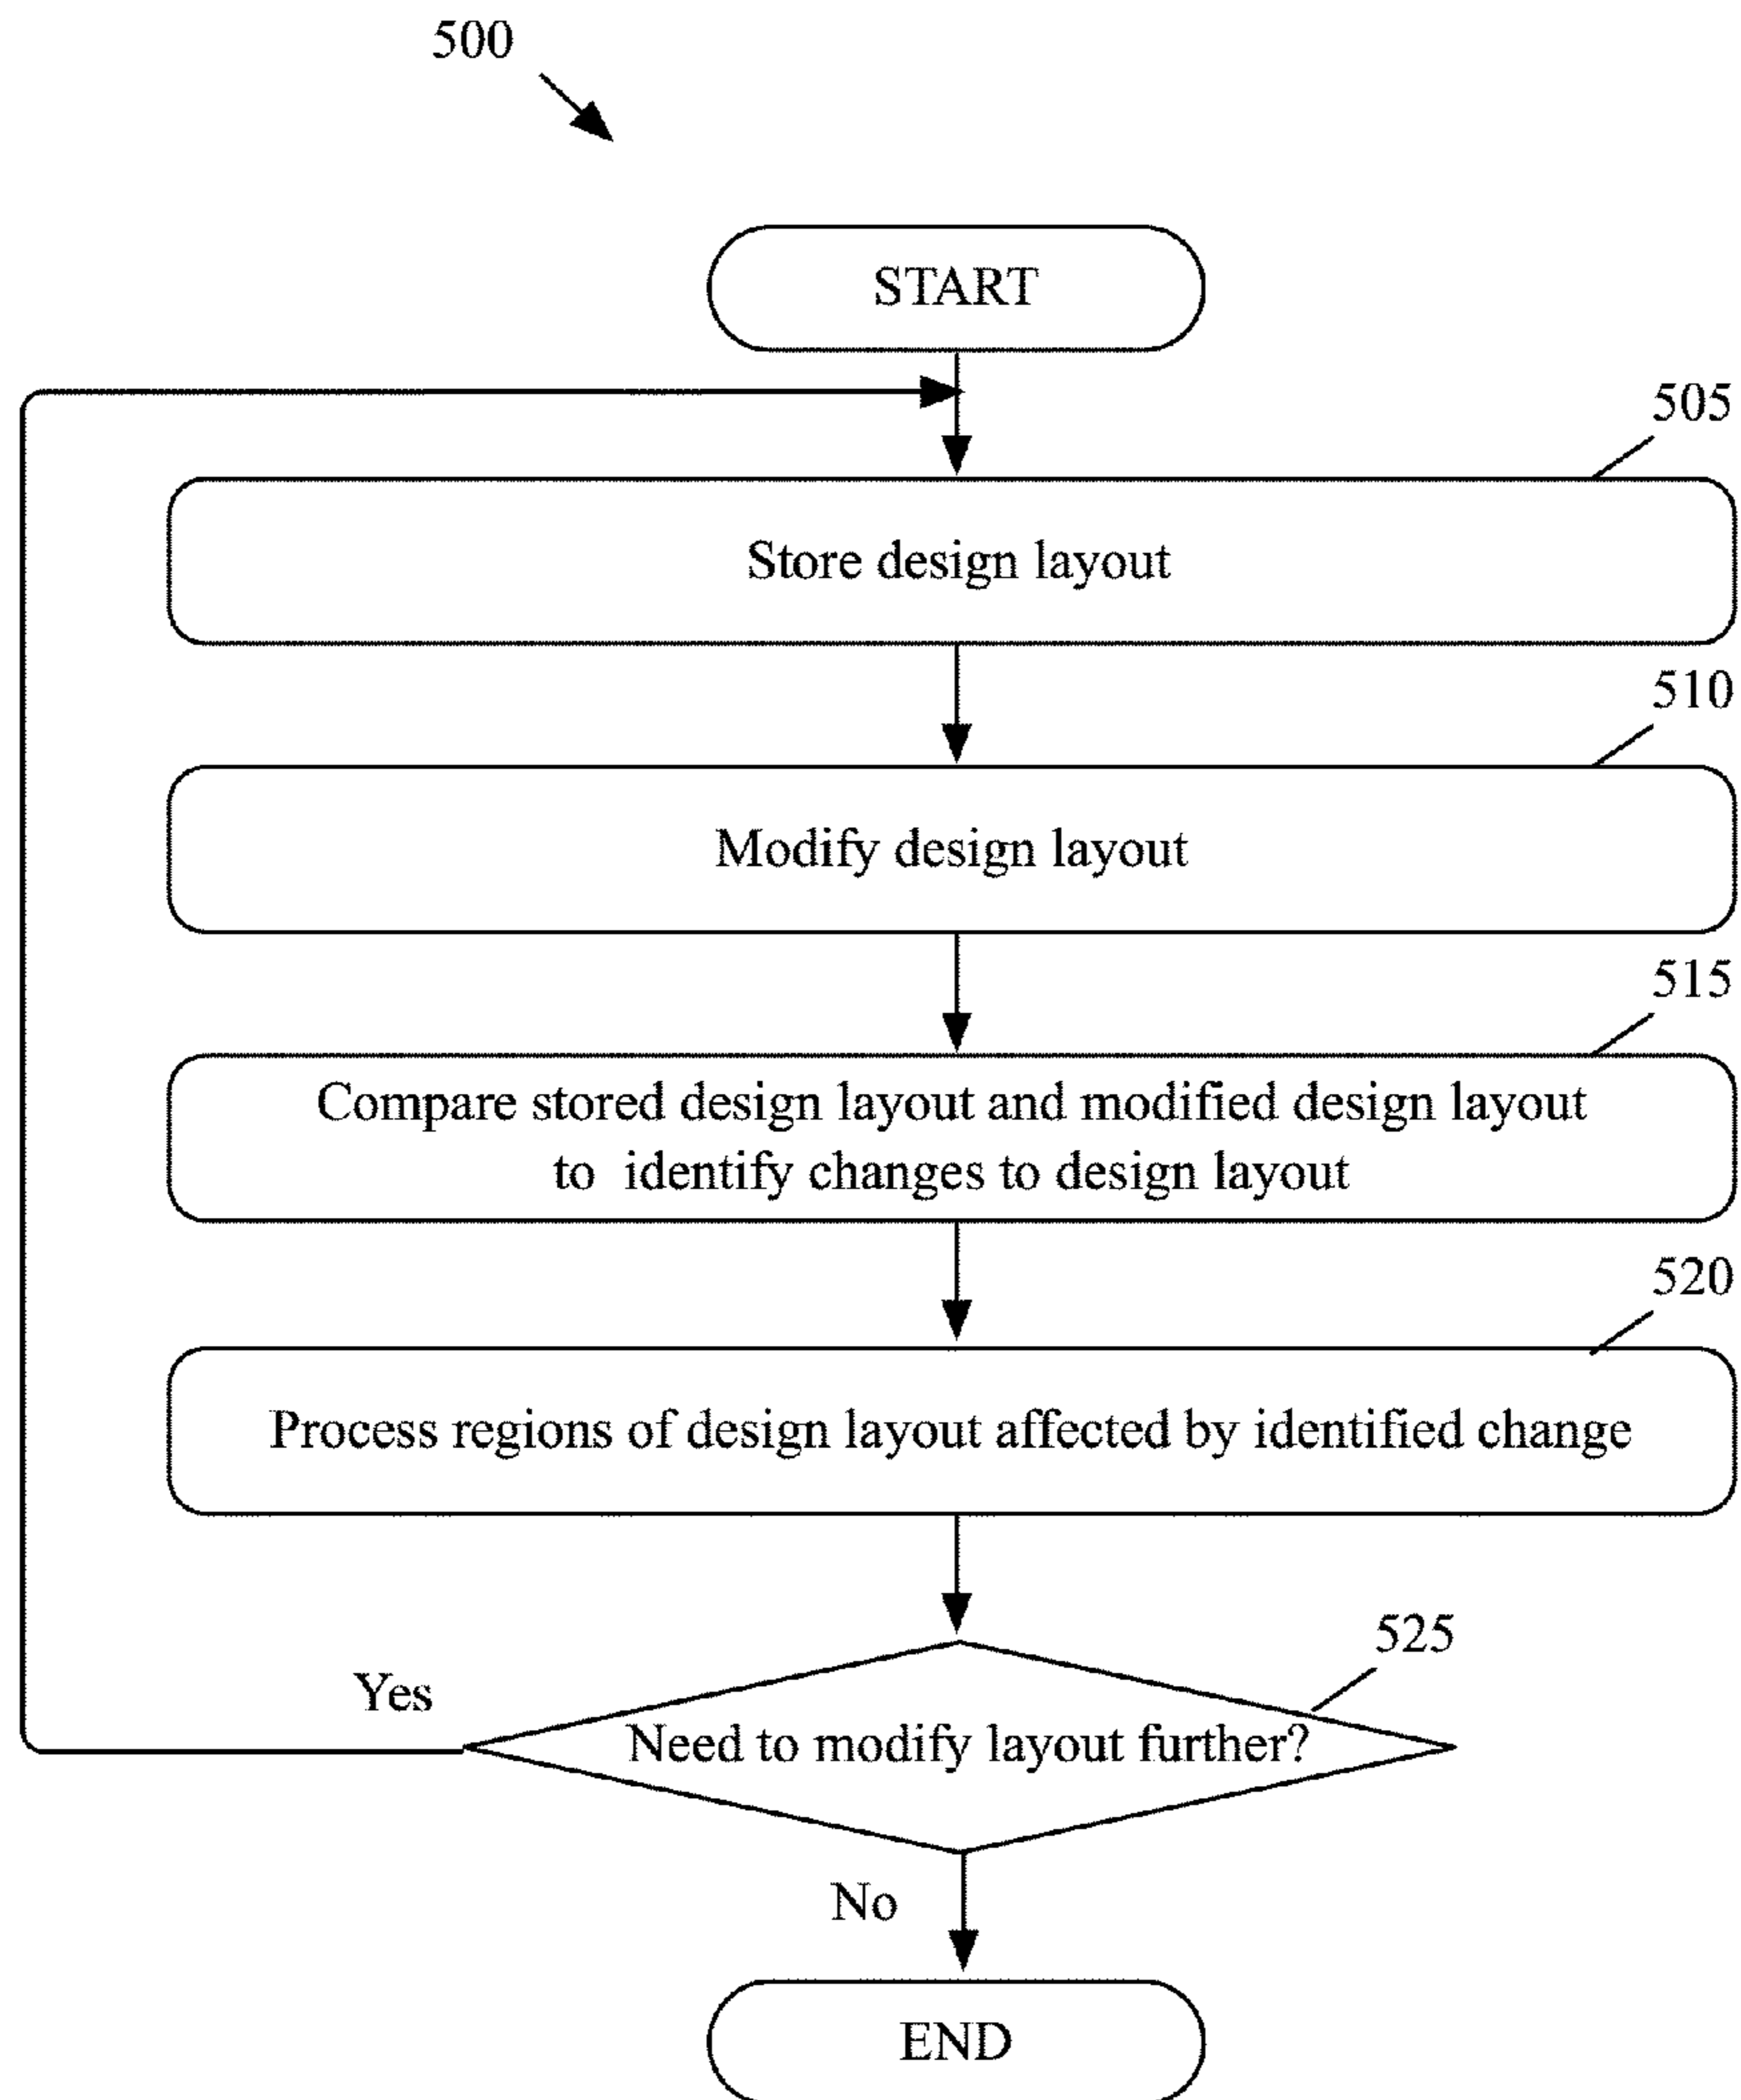 500
START
505
Store design layout
510
Modify design layout
515
Compare stored design layout and modified design layout
to identify changes to design layout
520
Process regions of design layout affected by identified change
525
Yes
Need to modify layout further?
No
END